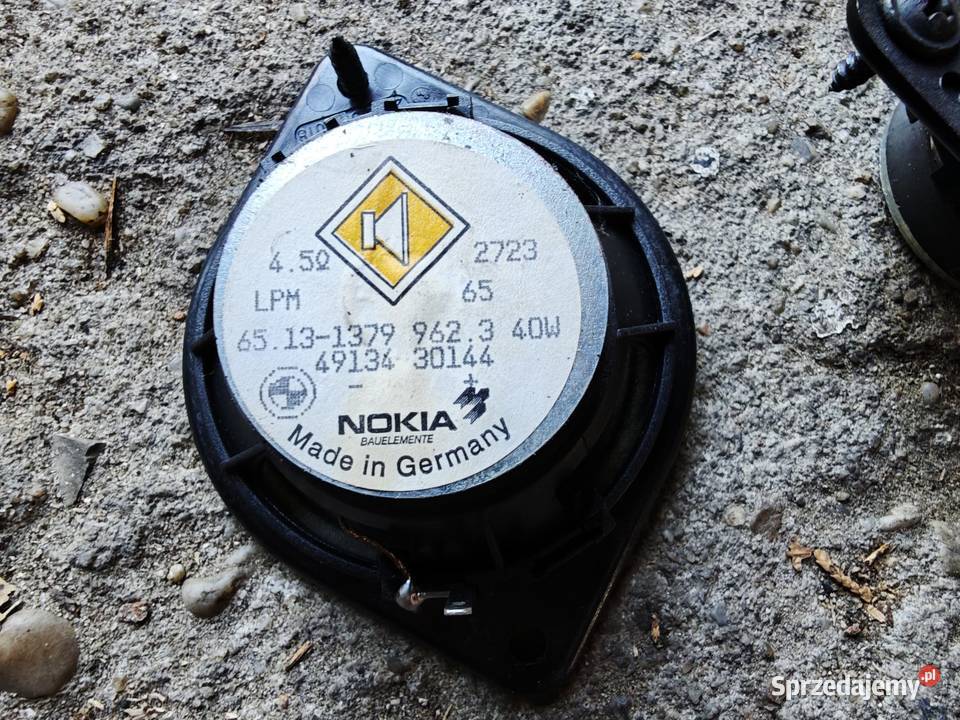 4.5Ω 2723
LPM 65
65.13-1379 962.3 40W
49134 30144
- +
NOKIA
BAUELEMENTE
Made in Germany
Sprzedajemy.pl